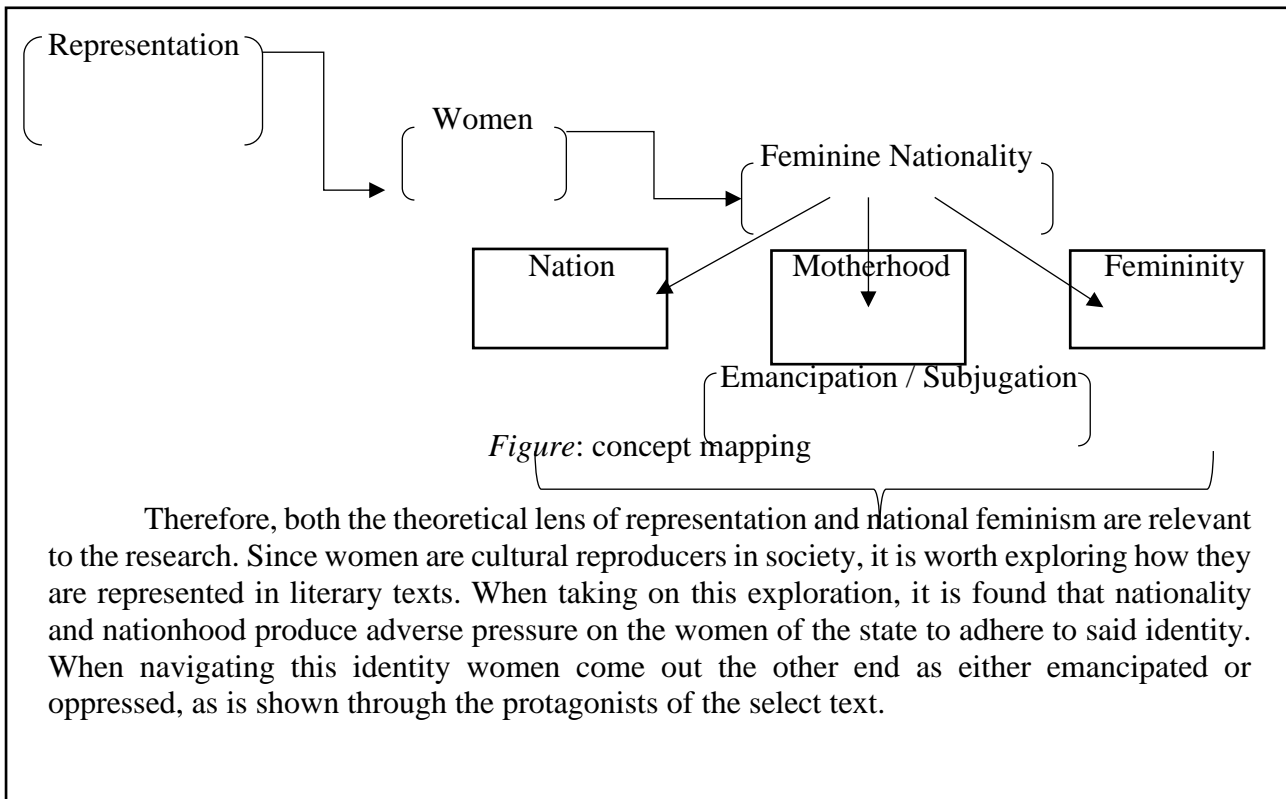 Representation
Women
Feminine Nationality
Nation
Motherhood
Femininity
Emancipation / Subjugation
Figure: concept mapping
Therefore, both the theoretical lens of representation and national feminism are relevant
to the research. Since women are cultural reproducers in society, it is worth exploring how they
are represented in literary texts. When taking on this exploration, it is found that nationality
and nationhood produce adverse pressure on the women of the state to adhere to said identity.
When navigating this identity women come out the other end as either emancipated or
oppressed, as is shown through the protagonists of the select text.